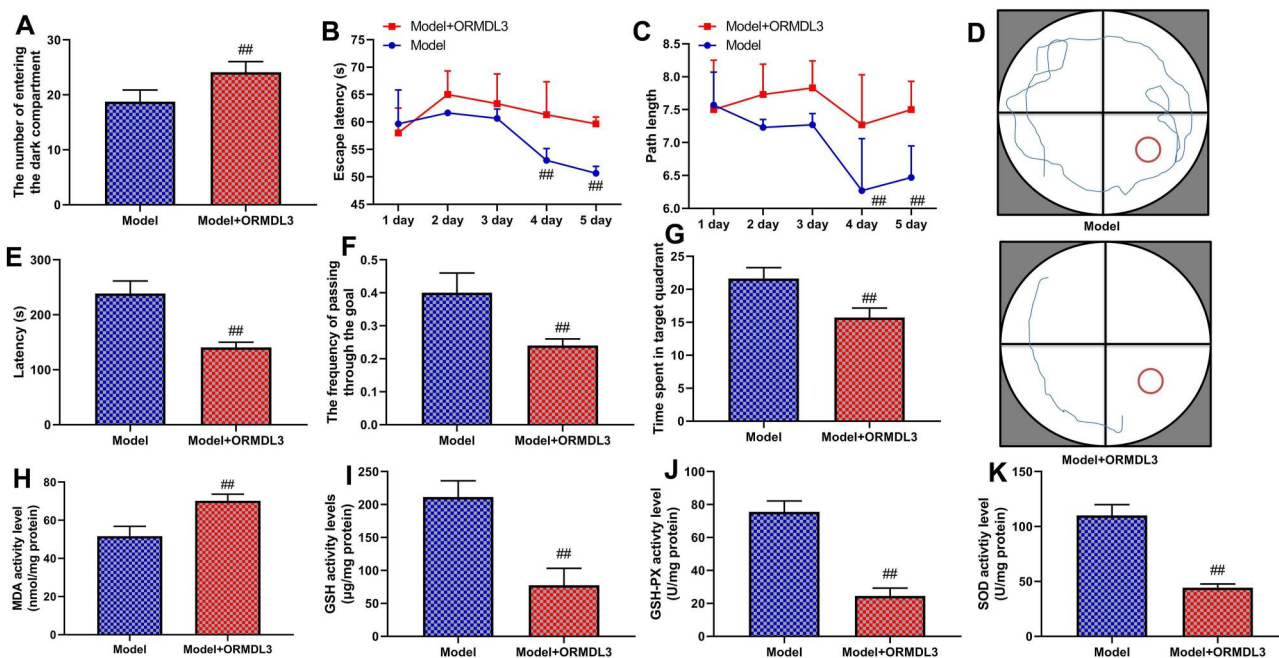 A
The number of entering
the dark compartment
30
20
10
0
##
Model
Model+ORMDL3
B
Model+ORMDL3
Model
Escape latency (s)
75
70
65
60
55
50
45
##
##
1 day
2 day
3 day
4 day
5 day
C
Model+ORMDL3
Model
Path length
8.5
8.0
7.5
7.0
6.5
6.0
##
##
1 day
2 day
3 day
4 day
5 day
D
Model
Model+ORMDL3
E
Latency (s)
300
200
100
0
##
Model
Model+ORMDL3
F
The frequency of passing
through the goal
0.5
0.4
0.3
0.2
0.1
0.0
##
Model
Model+ORMDL3
G
Time spent in target quadrant
25
20
15
10
5
0
##
Model
Model+ORMDL3
H
MDA activity level
(nmol/mg protein)
80
60
40
20
0
##
Model
Model+ORMDL3
I
GSH activity levels
(μg/mg protein)
250
200
150
100
50
0
##
Model
Model+ORMDL3
J
GSH-PX activity level
(U/mg protein)
100
80
60
40
20
0
##
Model
Model+ORMDL3
K
SOD activtiy level
(U/mg protein)
150
100
50
0
##
Model
Model+ORMDL3